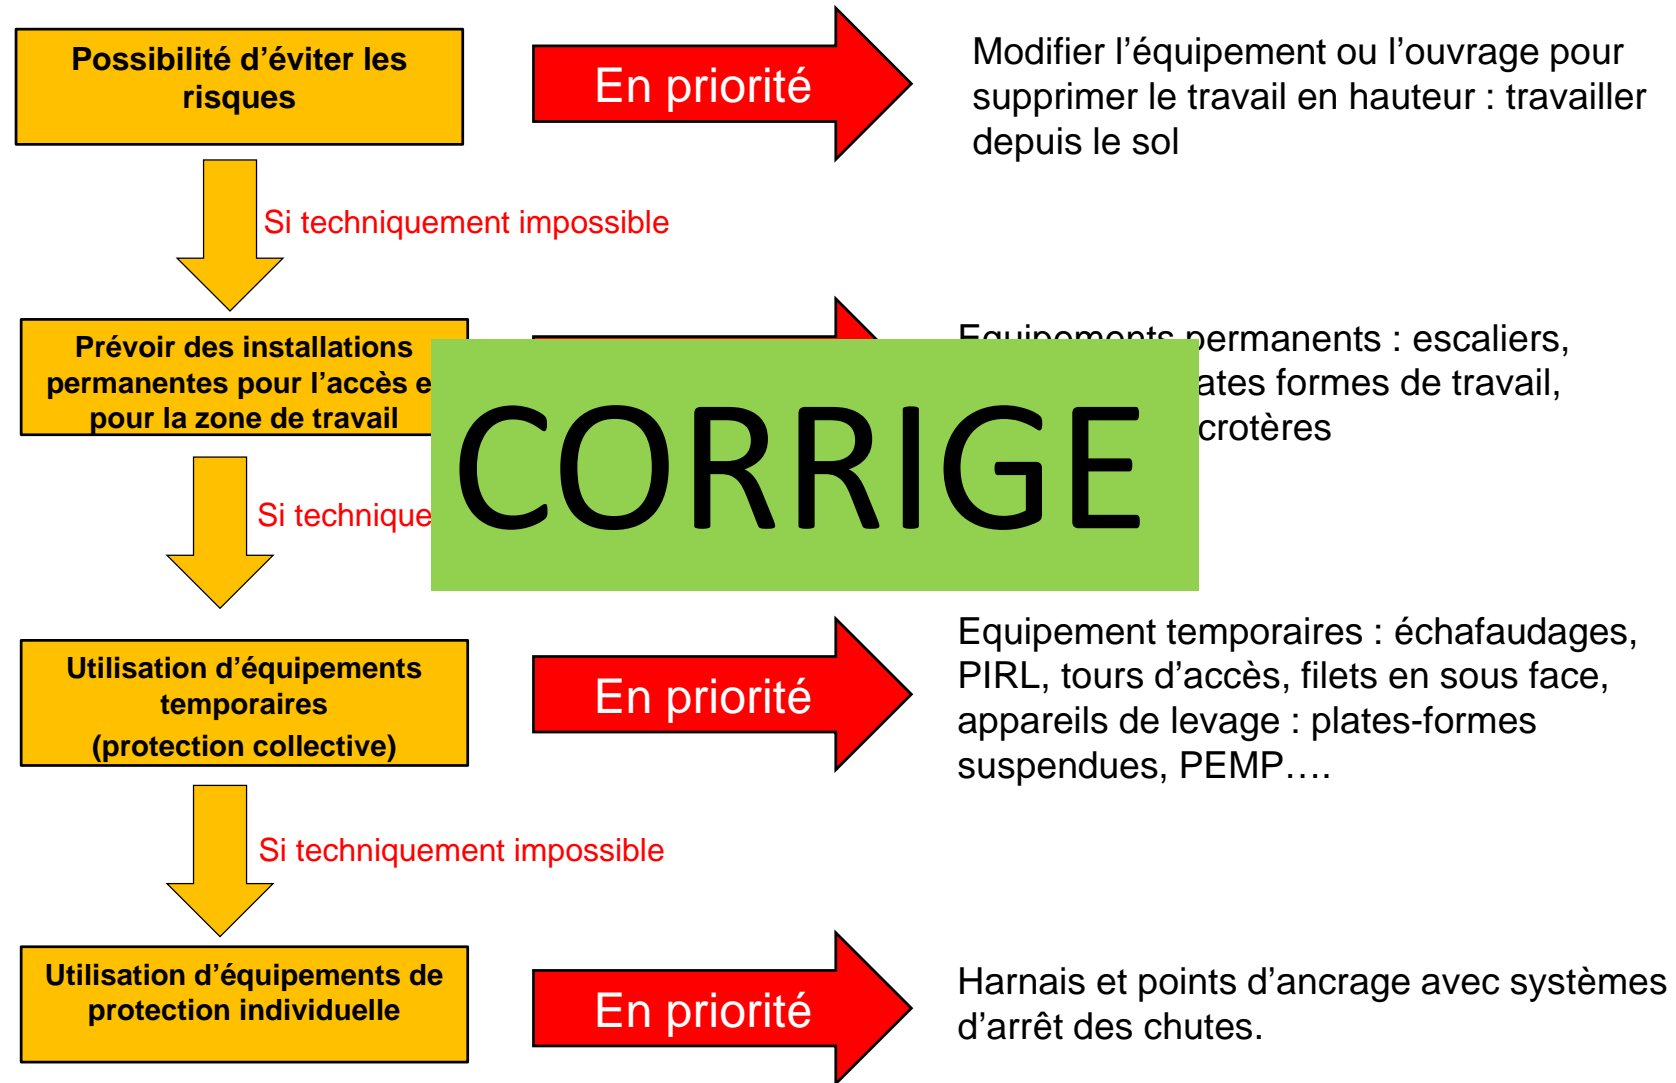 Possibilité d’éviter les
risques
En priorité
Modifier l’équipement ou l’ouvrage pour
supprimer le travail en hauteur : travailler
depuis le sol
Si techniquement impossible
Prévoir des installations
permanentes pour l’accès
pour la zone de travail
permanents : escaliers,
formes de travail,
CORRIGE
Si
Utilisation d’équipements
temporaires
(protection collective)
En priorité
Equipement temporaires : échafaudages,
PIRL, tours d’accès, filets en sous face,
appareils de levage : plates-formes
suspendues, PEMP….
Si techniquement impossible
Utilisation d’équipements de
protection individuelle
En priorité
Harnais et points d’ancrage avec systèmes
d’arrêt des chutes.